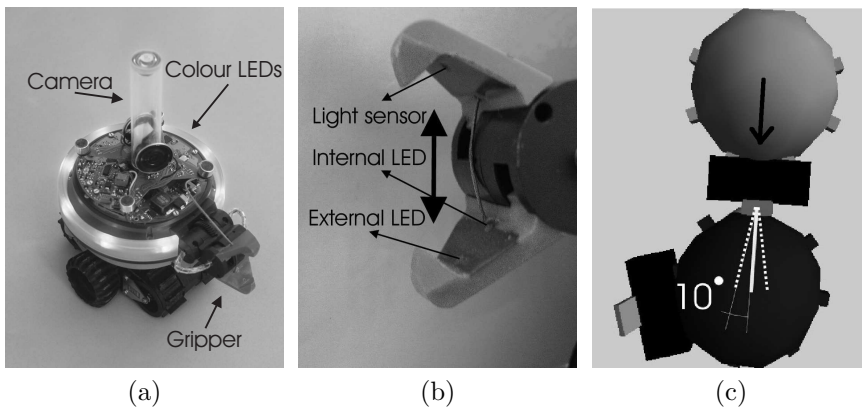 Camera
Colour LEDs
Gripper
Light sensor
Internal LED
External LED
10°
(a)
(b)
(c)